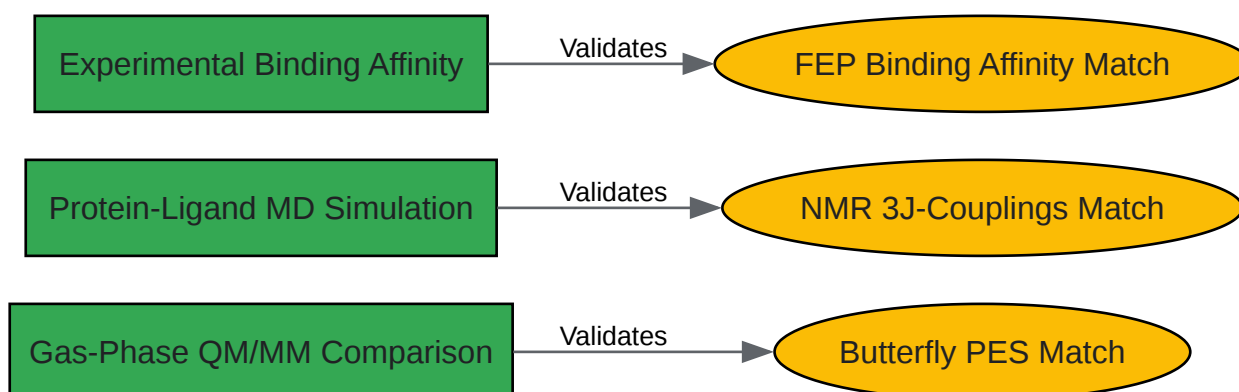 Experimental Binding Affinity
Validates
FEP Binding Affinity Match
Protein-Ligand MD Simulation
Validates
NMR 3J-Couplings Match
Gas-Phase QM/MM Comparison
Validates
Butterfly PES Match